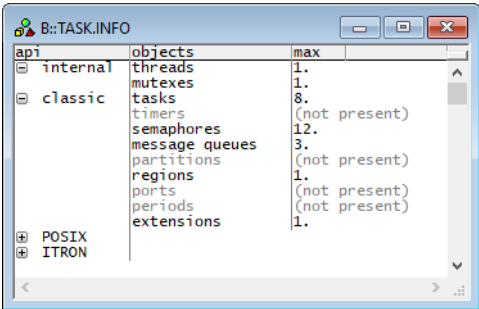 B::TASK.INFO
api objects max
internal threads 1.
mutexes 1.
classic tasks 8.
timers (not present)
semaphores 12.
message queues 3.
partitions (not present)
regions 1.
ports (not present)
periods (not present)
extensions 1.
POSIX
ITRON